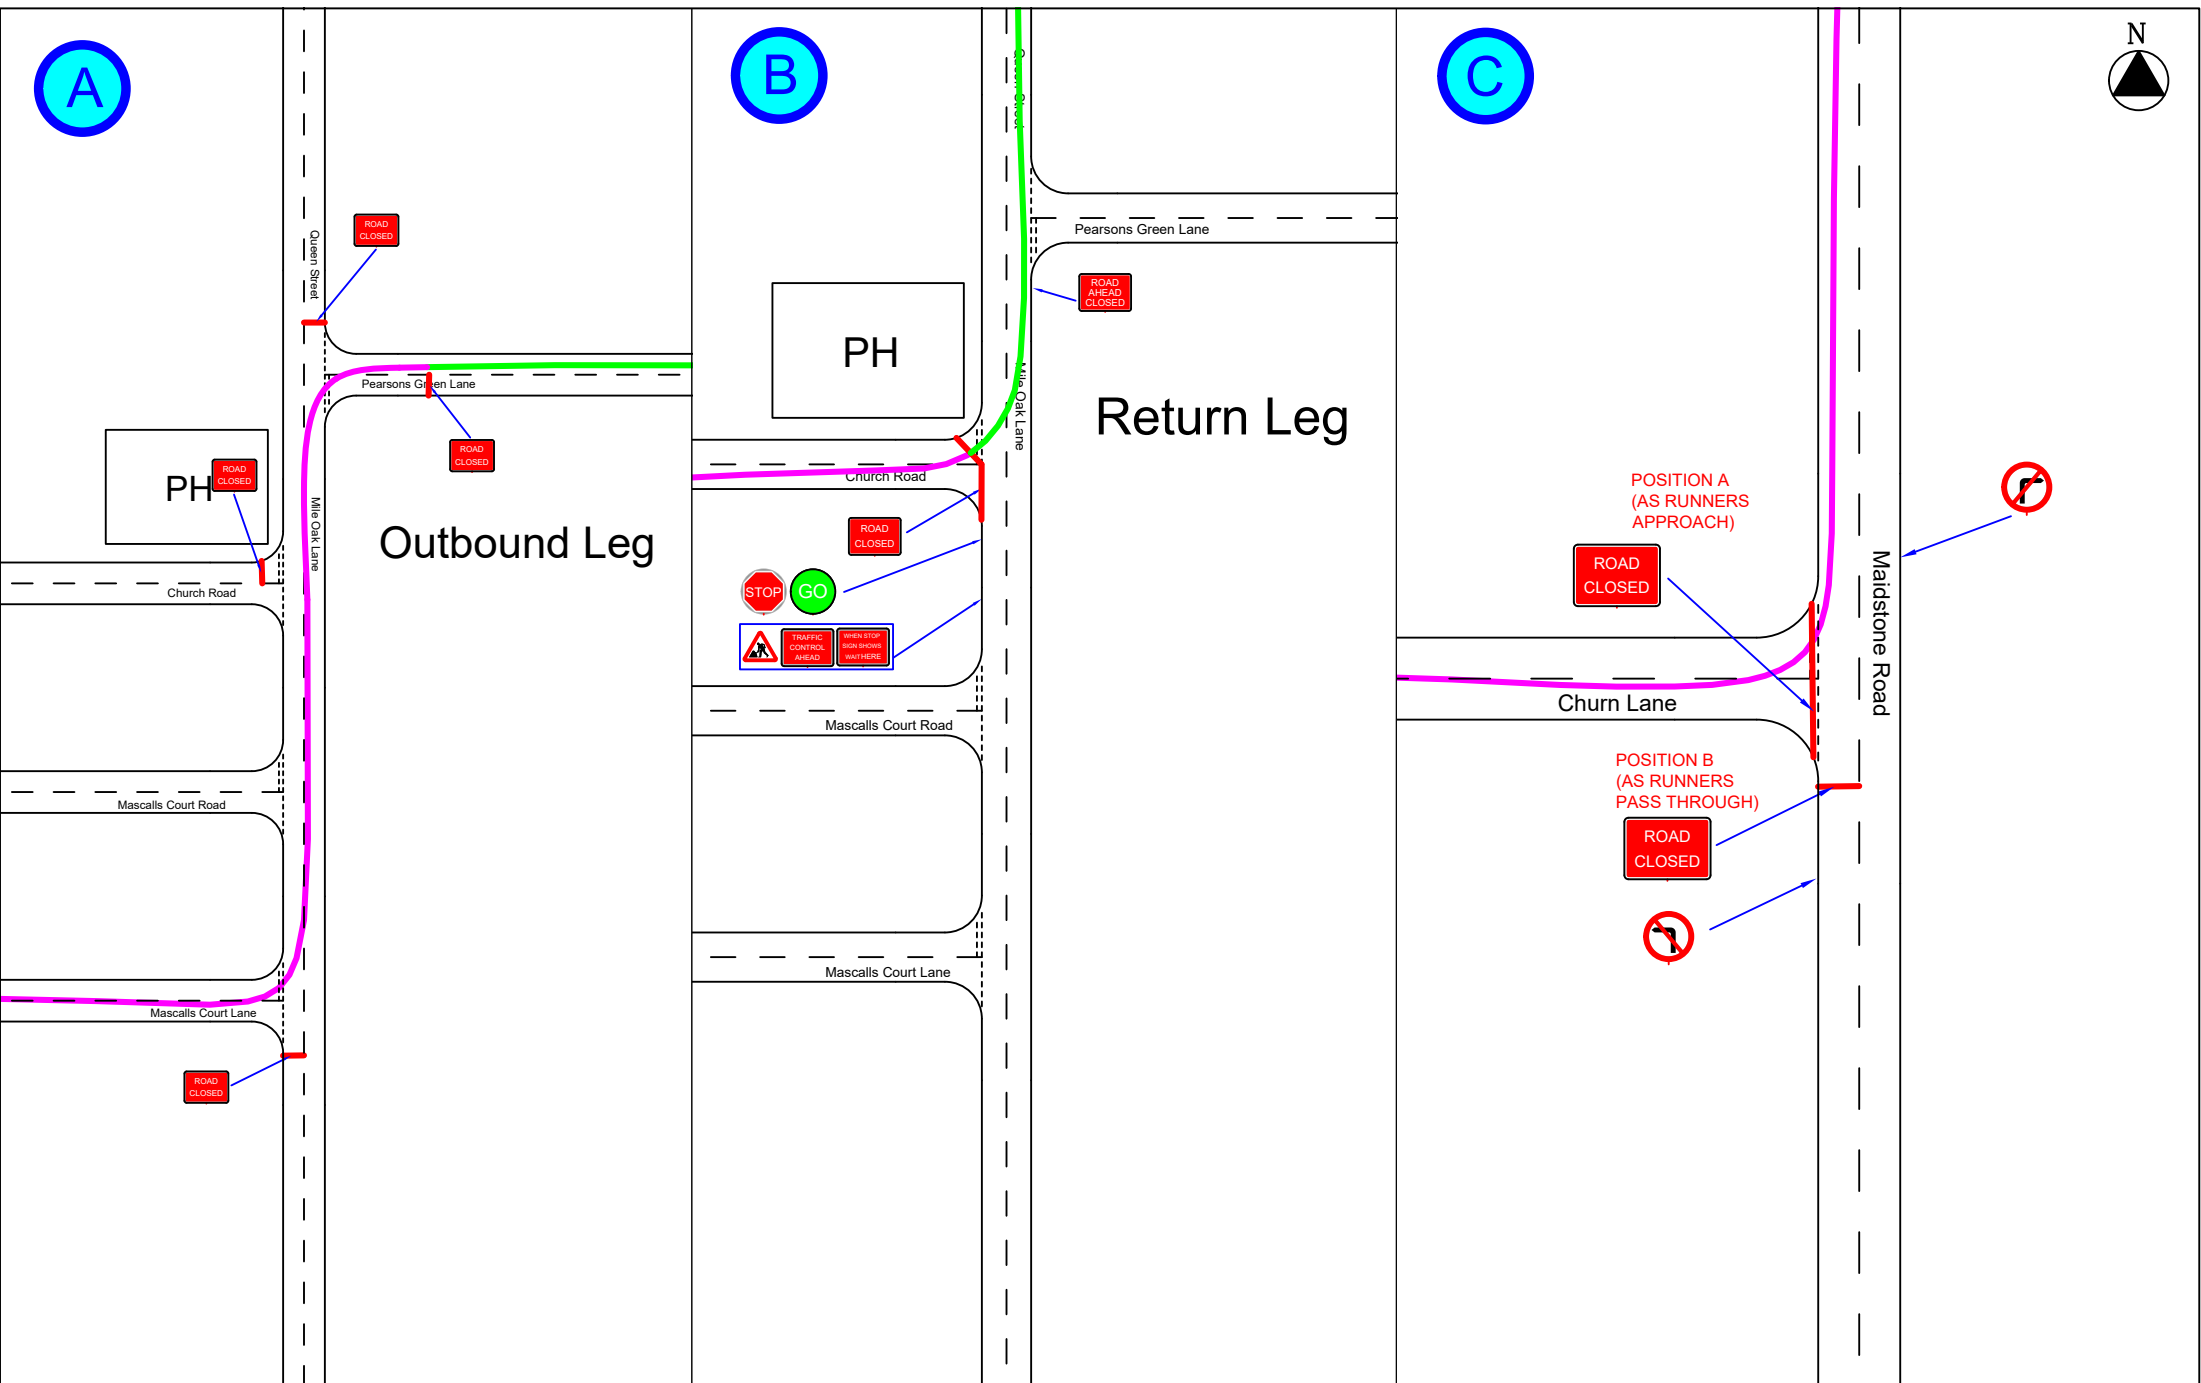 A
ROAD
CLOSED
Queen Street
Pearsons Green Lane
ROAD
CLOSED
PH
ROAD
CLOSED
Mile Oak Lane
Outbound Leg
Church Road
Mascalls Court Road
Mascalls Court Lane
ROAD
CLOSED
B
Queen Street
Pearsons Green Lane
ROAD
AHEAD
CLOSED
PH
Mile Oak Lane
Return Leg
Church Road
ROAD
CLOSED
STOP
GO
TRAFFIC
CONTROL
AHEAD
WHEN STOP
SIGN SHOWS
WAIT HERE
Mascalls Court Road
Mascalls Court Lane
C
N
POSITION A
(AS RUNNERS
APPROACH)
ROAD
CLOSED
Maidstone Road
Churn Lane
POSITION B
(AS RUNNERS
PASS THROUGH)
ROAD
CLOSED